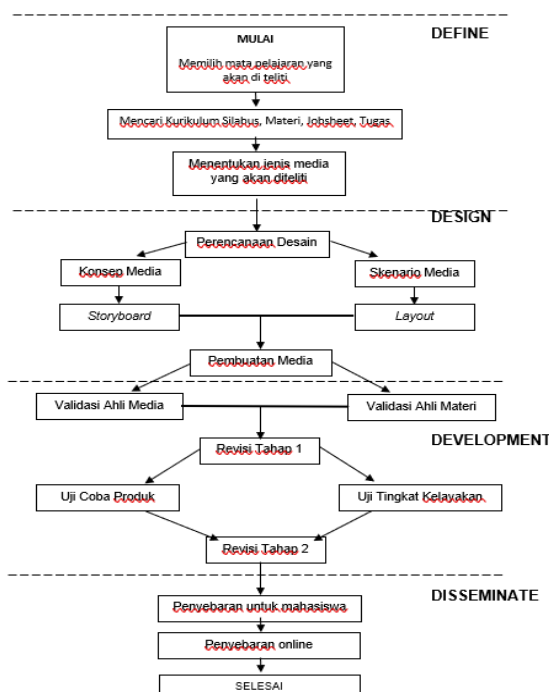 DEFINE
MULAI
Memilih mata pelajaran yang
akan di teliti
Mencari Kurikulum Silabus, Materi, Jobsheet, Tugas
Menentukan jenis media
yang akan diteliti
DESIGN
Perencanaan Desain
Konsep Media
Skenario Media
Storyboard
Layout
Pembuatan Media
Validasi Ahli Media
Validasi Ahli Materi
DEVELOPMENT
Revisi Tahap 1
Uji Coba Produk
Uji Tingkat Kelayakan
Revisi Tahap 2
DISSEMINATE
Penyebaran untuk mahasiswa
Penyebaran online
SELESAI